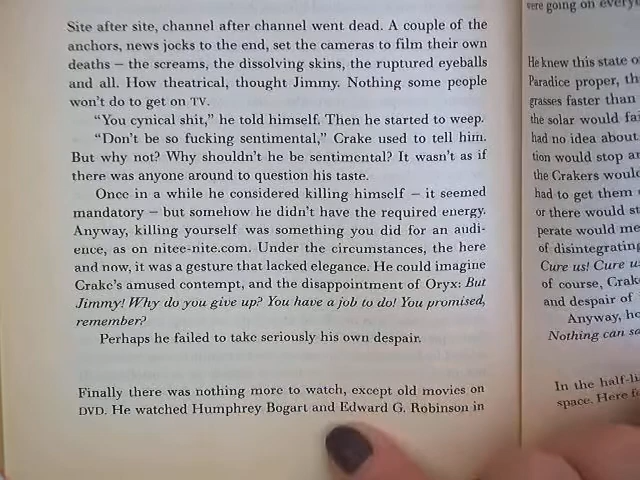 Site after site, channel after channel went dead. A couple of the
anchors, news jocks to the end, set the cameras to film their own
deaths – the screams, the dissolving skins, the ruptured eyeballs
and all. How theatrical, thought Jimmy. Nothing some people
won't do to get on TV.
"You cynical shit," he told himself. Then he started to weep.
"Don't be so fucking sentimental," Crake used to tell him.
But why not? Why shouldn't he be sentimental? It wasn't as if
there was anyone around to question his taste.
Once in a while he considered killing himself – it seemed
mandatory – but somehow he didn't have the required energy.
Anyway, killing yourself was something you did for an audi-
ence, as on nitee-nite.com. Under the circumstances, the here
and now, it was a gesture that lacked elegance. He could imagine
Crake's amused contempt, and the disappointment of Oryx: But
Jimmy! Why do you give up? You have a job to do! You promised,
remember?
Perhaps he failed to take seriously his own despair.
Finally there was nothing more to watch, except old movies on
DVD. He watched Humphrey Bogart and Edward G. Robinson in
were going on
He knew this state
Paradice proper,
grasses faster than
the solar would
had no idea about
tion would stop
the Crakers
had to get them
or there would
perate would
of disintegrating
Cure us! Cure
of course,
and despair of
Anyway,
Nothing can
In the
space. Here